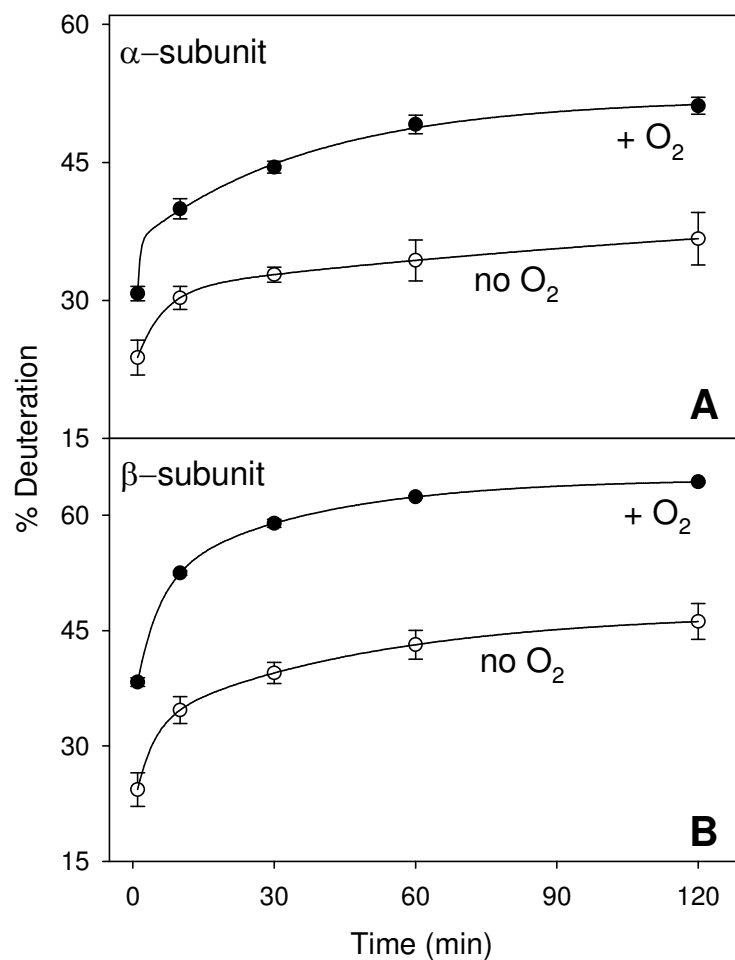 60
α–subunit
45
+ O₂
30
no O₂
A
15
β–subunit
60
+ O₂
45
no O₂
30
B
15
% Deuteration
0 30 60 90 120
Time (min)